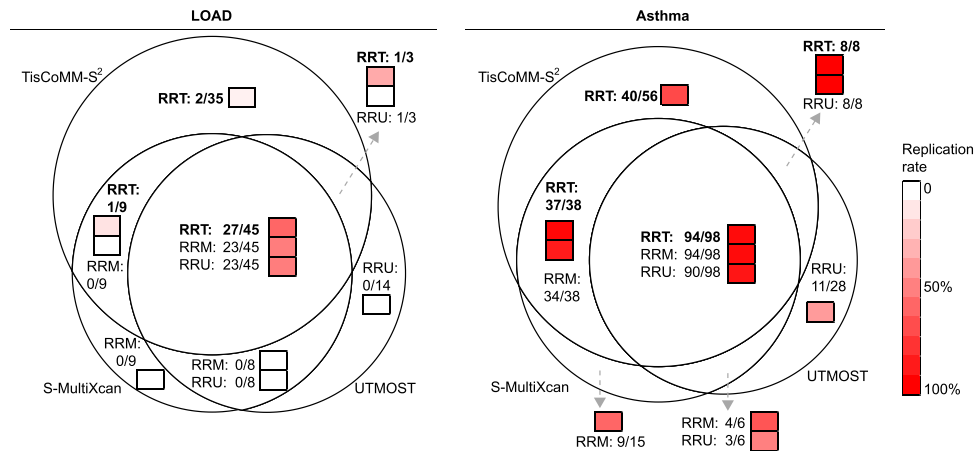 LOAD
TisCoMM-S²
RRT: 1/3
RRU: 1/3
RRT: 2/35
RRT:
1/9
RRM:
0/9
RRT: 27/45
RRM: 23/45
RRU: 23/45
RRU:
0/14
RRM:
0/9
RRM: 0/8
RRU: 0/8
S-MultiXcan
UTMOST
Asthma
TisCoMM-S²
RRT: 8/8
RRU: 8/8
RRT: 40/56
RRT:
37/38
RRM:
34/38
RRT: 94/98
RRM: 94/98
RRU: 90/98
RRU:
11/28
S-MultiXcan
UTMOST
RRM: 9/15
RRM: 4/6
RRU: 3/6
Replication
rate
0
50%
100%